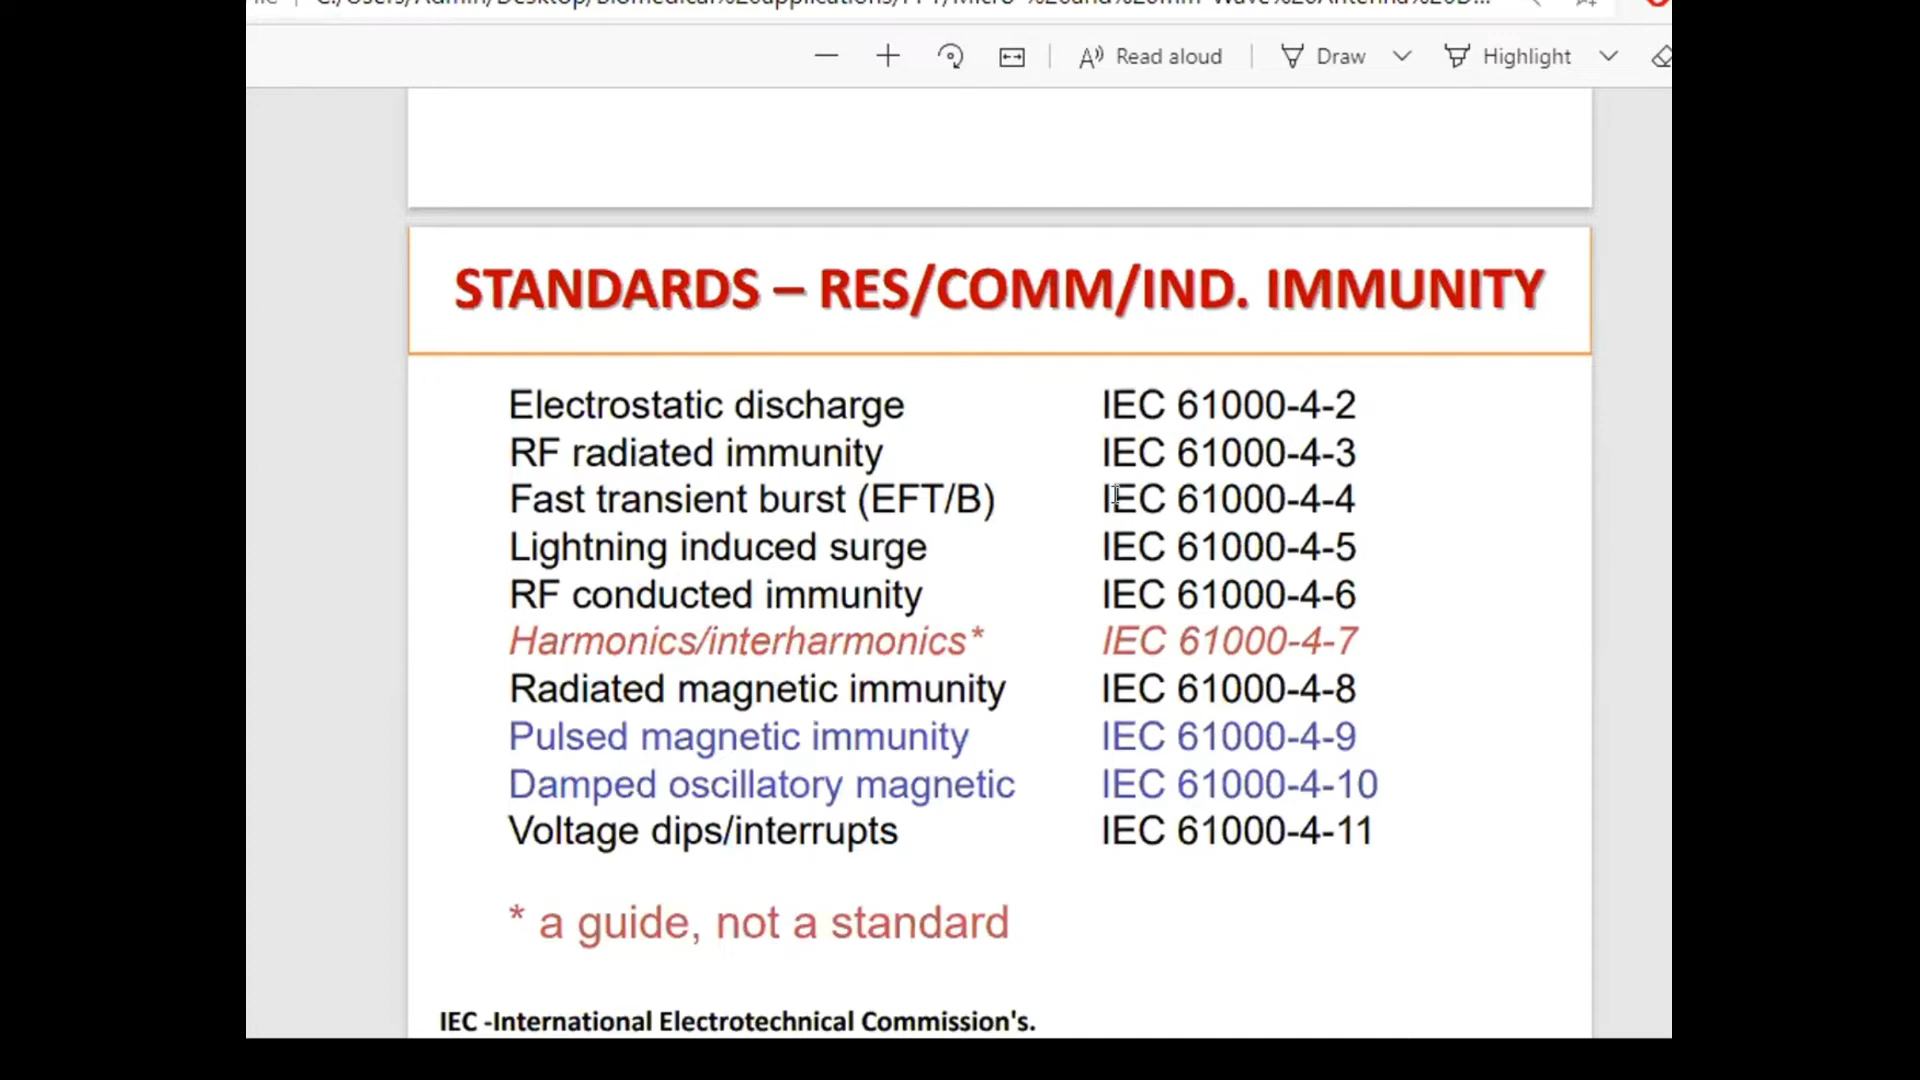 Read aloud
Draw
Highlight
STANDARDS – RES/COMM/IND. IMMUNITY
Electrostatic discharge IEC 61000-4-2
RF radiated immunity IEC 61000-4-3
Fast transient burst (EFT/B) IEC 61000-4-4
Lightning induced surge IEC 61000-4-5
RF conducted immunity IEC 61000-4-6
Harmonics/interharmonics* IEC 61000-4-7
Radiated magnetic immunity IEC 61000-4-8
Pulsed magnetic immunity IEC 61000-4-9
Damped oscillatory magnetic IEC 61000-4-10
Voltage dips/interrupts IEC 61000-4-11
* a guide, not a standard
IEC -International Electrotechnical Commission's.